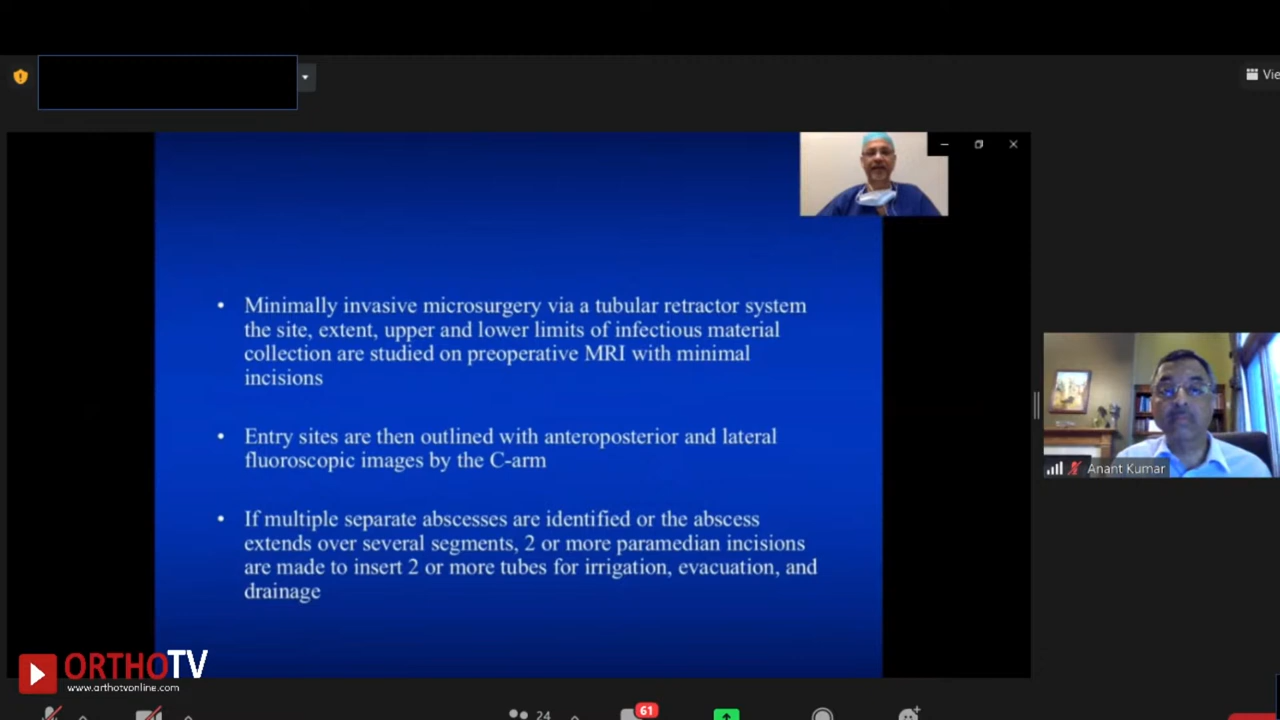 Vie
Minimally invasive microsurgery via a tubular retractor system
the site, extent, upper and lower limits of infectious material
collection are studied on preoperative MRI with minimal
incisions
Entry sites are then outlined with anteroposterior and lateral
fluoroscopic images by the C-arm
If multiple separate abscesses are identified or the abscess
extends over several segments, 2 or more paramedian incisions
are made to insert 2 or more tubes for irrigation, evacuation, and
drainage
Anant Kumar
ORTHOTV
www.orthotvonline.com
24
61